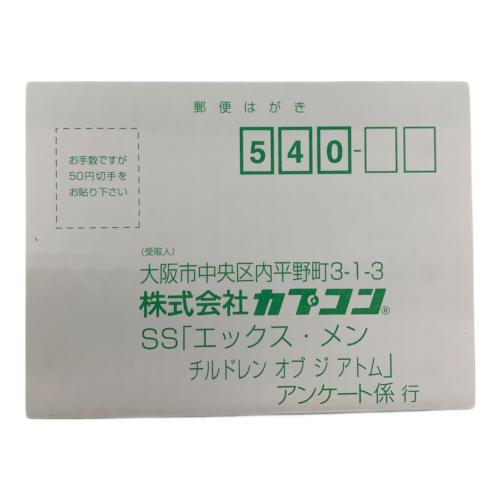 郵便はがき
540-
お手数ですが
50円切手を
お貼り下さい
(受取人)
大阪市中央区内平野町3-1-3
株式会社カプコン®
SS「エックス・メン
チルドレン オブ ジ アトム」
アンケート係 行